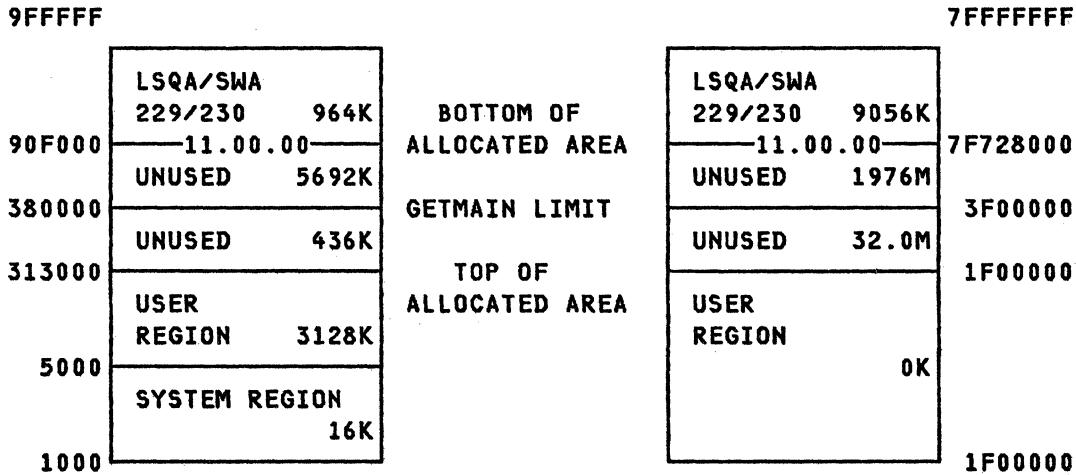 9FFFFF 7FFFFFFF
LSQA/SWA LSQA/SWA
229/230 964K BOTTOM OF 229/230 9056K
90F000 11.00.00 ALLOCATED AREA 11.00.00 7F728000
UNUSED 5692K UNUSED 1976M
380000 GETMAIN LIMIT 3F00000
UNUSED 436K UNUSED 32.0M
313000 TOP OF 1F00000
USER ALLOCATED AREA USER
REGION 3128K REGION
5000 0K
SYSTEM REGION
16K
1000 1F00000